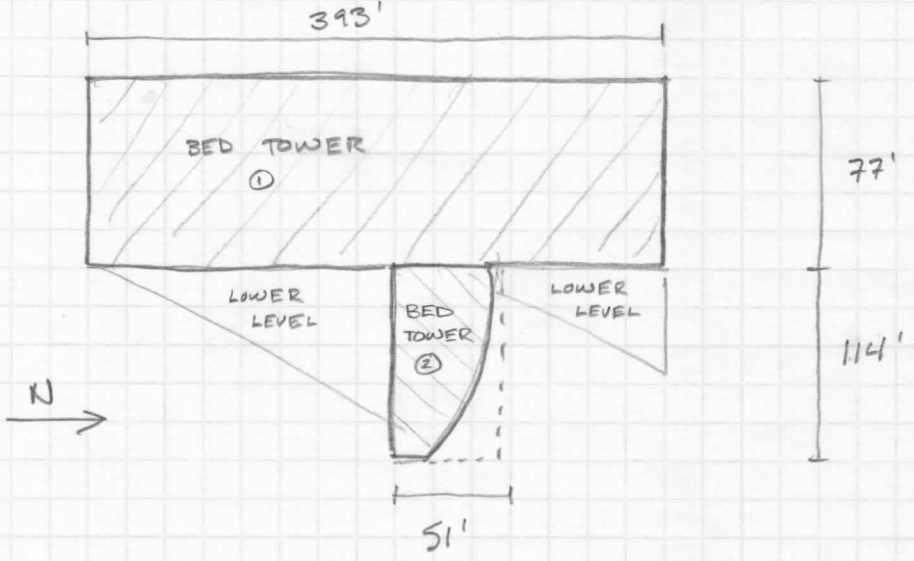 393'
BED TOWER
①
77'
LOWER
LEVEL
BED
TOWER
②
LOWER
LEVEL
114'
N
51'